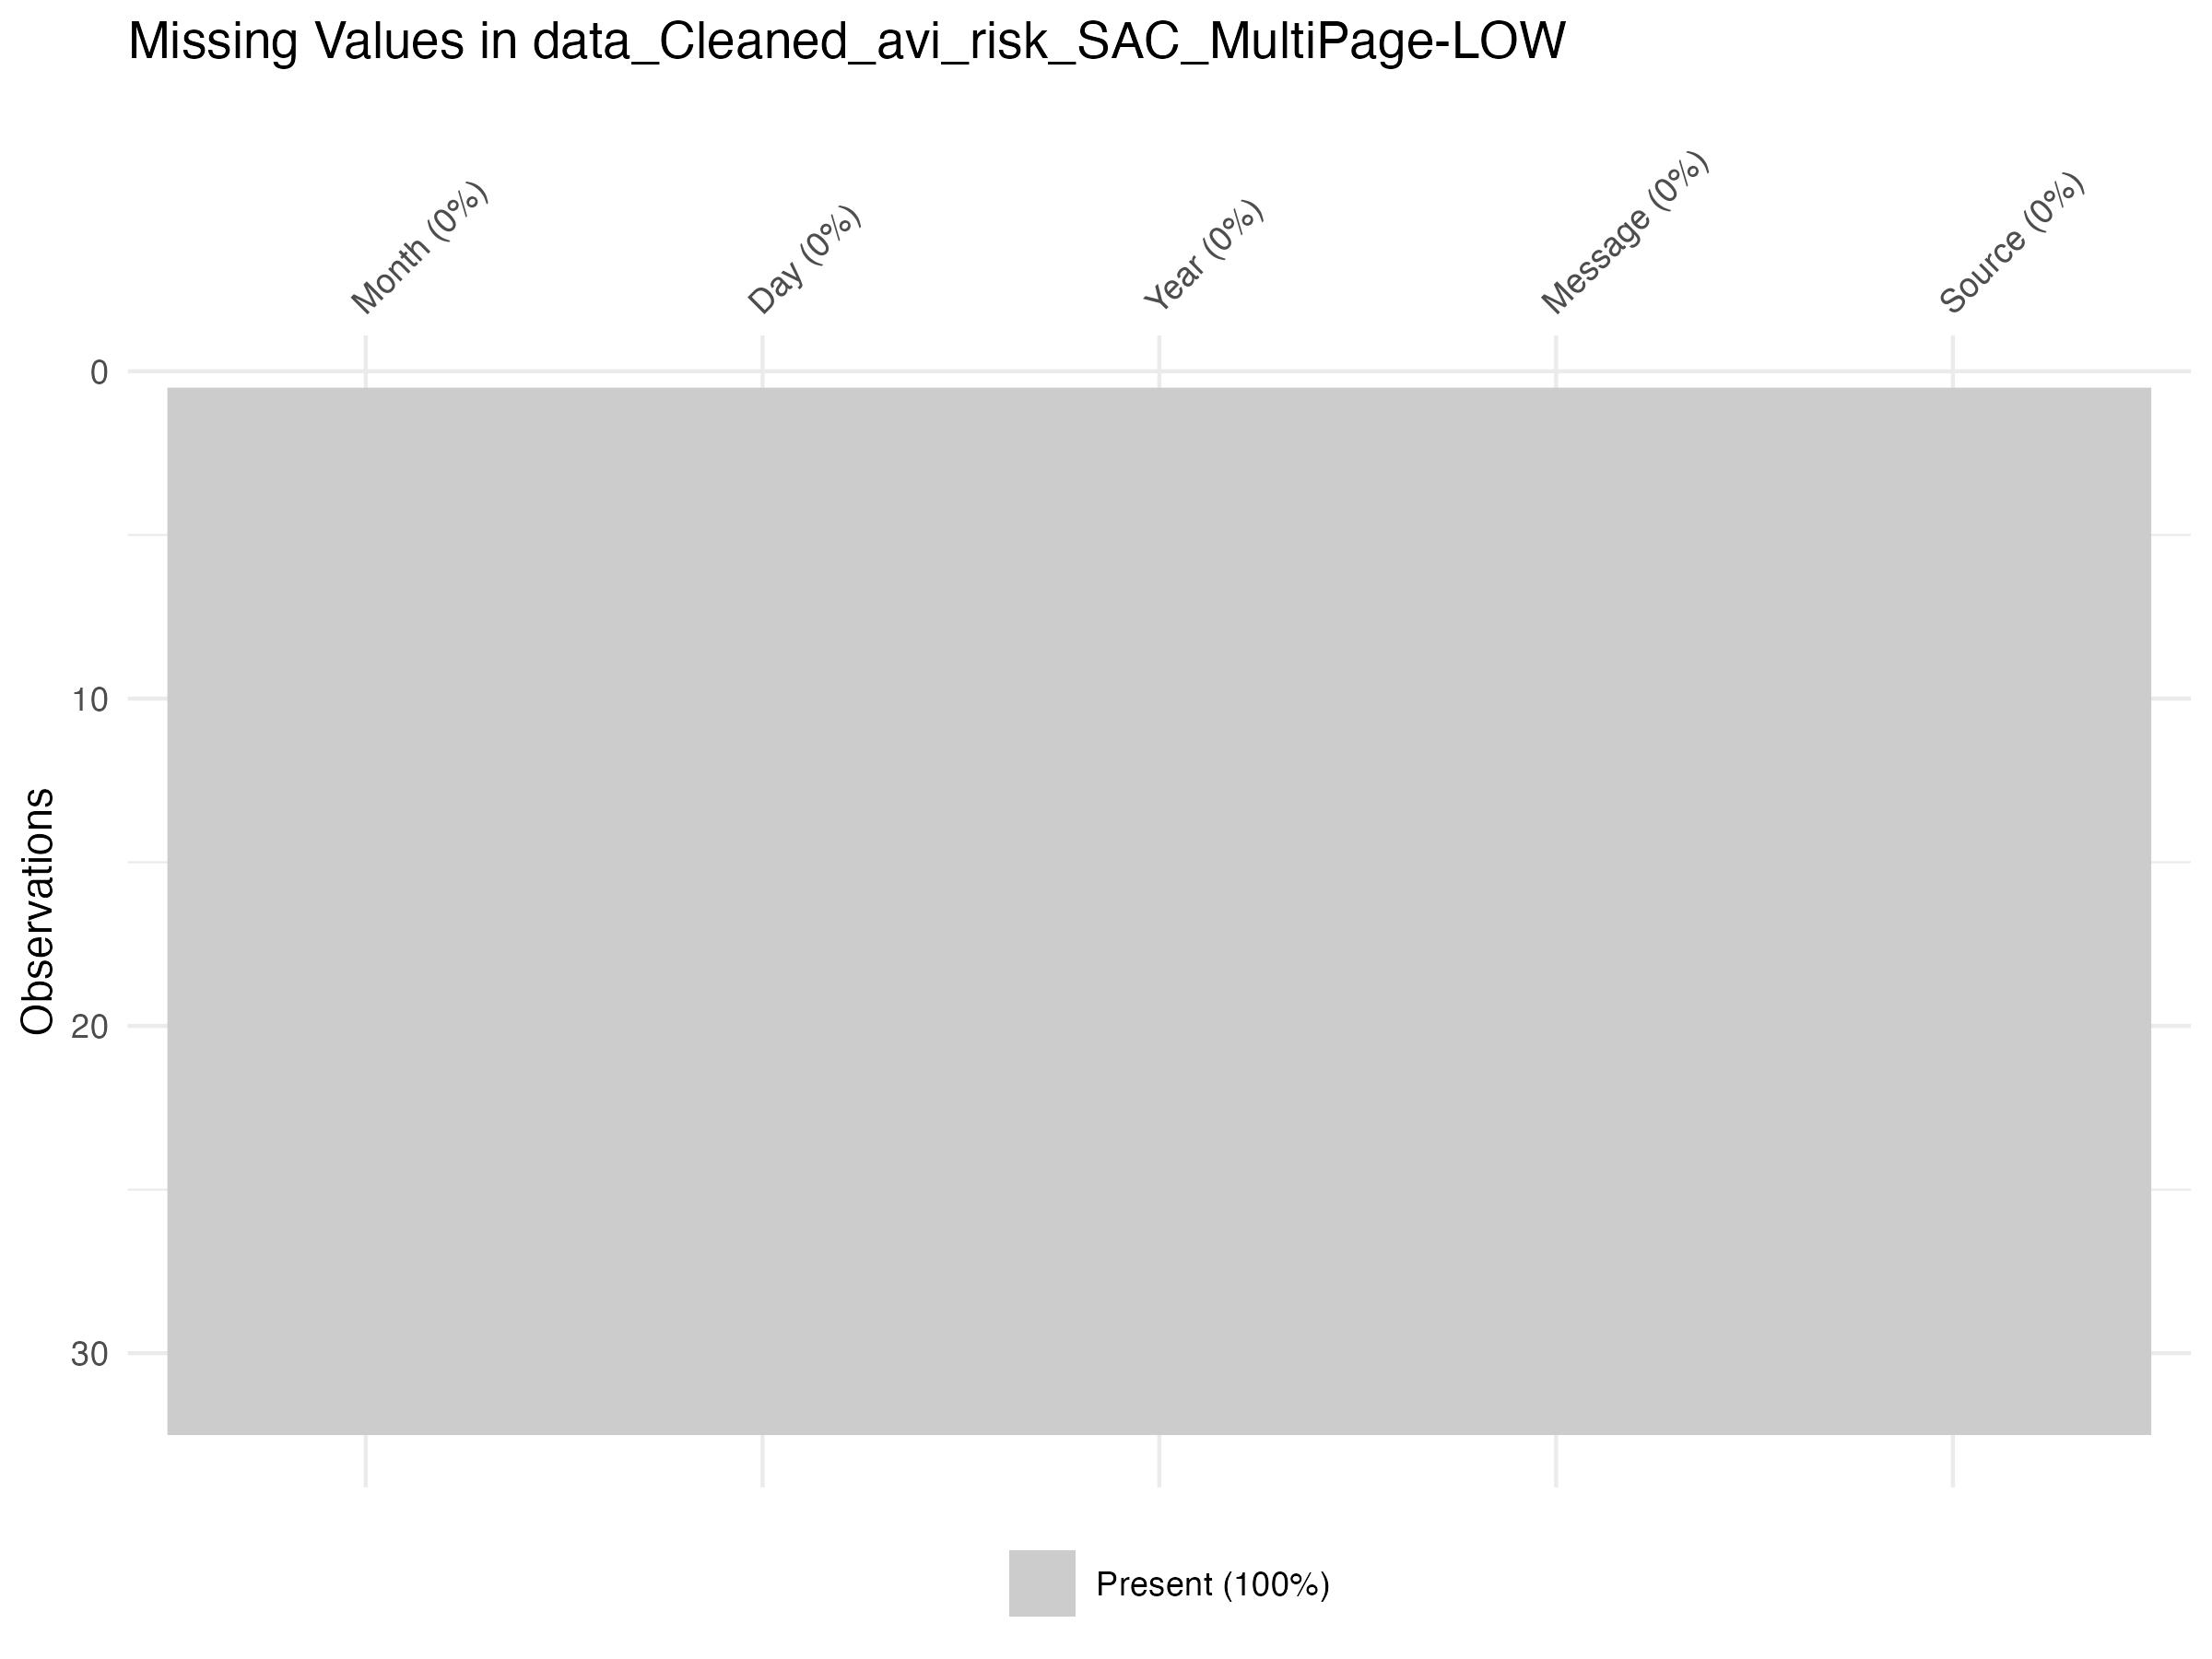 Missing Values in data_Cleaned_avi_risk_SAC_MultiPage-LOW
Month (0%)
Day (0%)
Year (0%)
Message (0%)
Source (0%)
0
10
20
30
Observations
Present (100%)